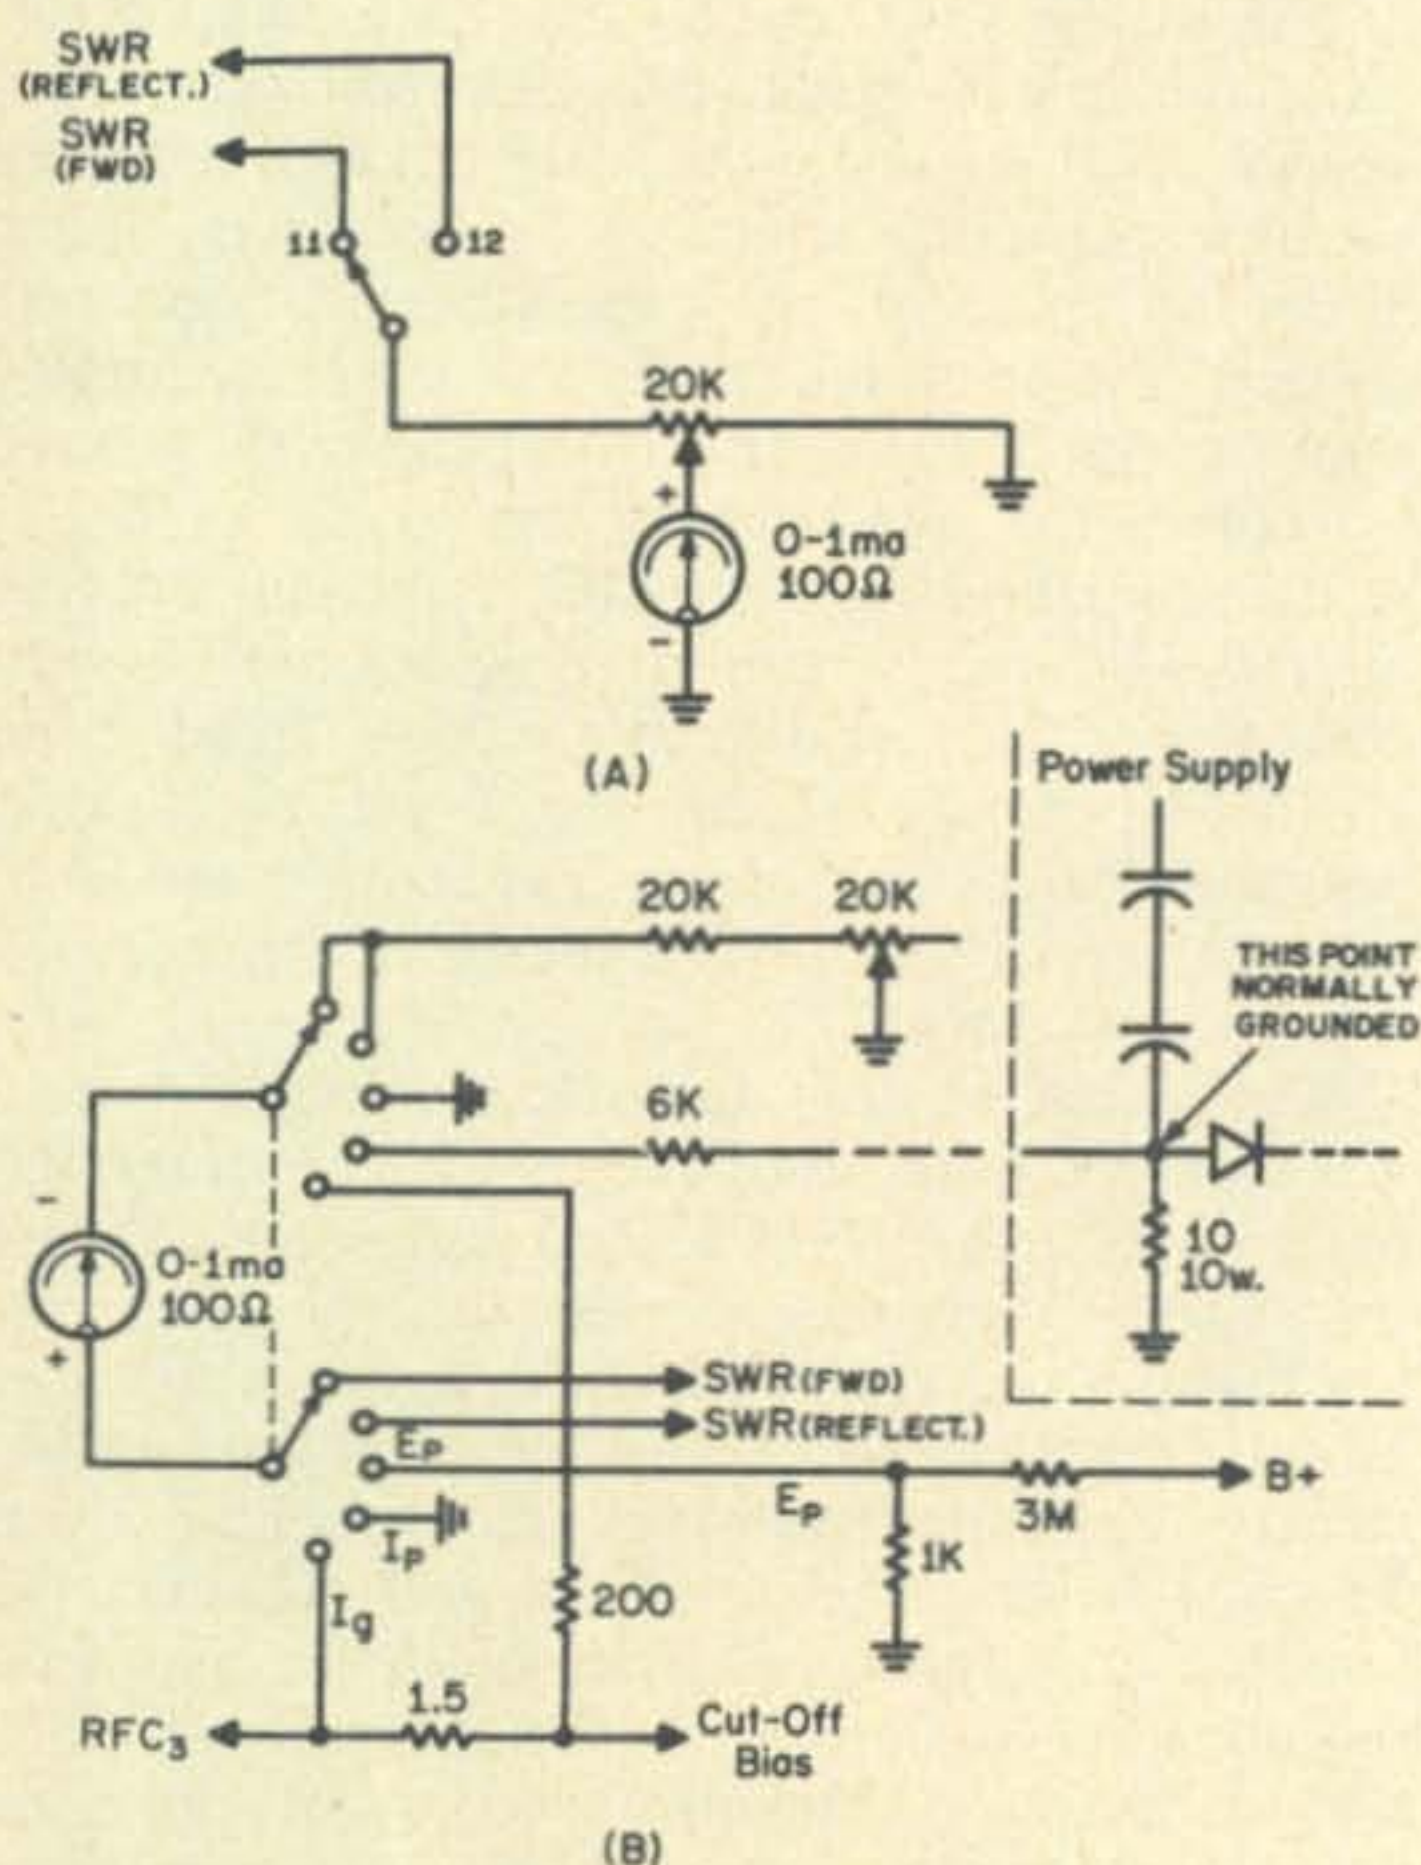 SWR
(REFLECT.)
SWR
(FWD)
11
12
20K
+
0-1ma
100Ω
-
(A)
Power Supply
20K
20K
THIS POINT
NORMALLY
GROUNDED
6K
-
0-1ma
100Ω
+
10
10w.
SWR (FWD)
SWR (REFLECT.)
Ep
Ep
B+
3M
1K
Ip
Ig
200
1.5
RFC3
Cut-Off
Bias
(B)